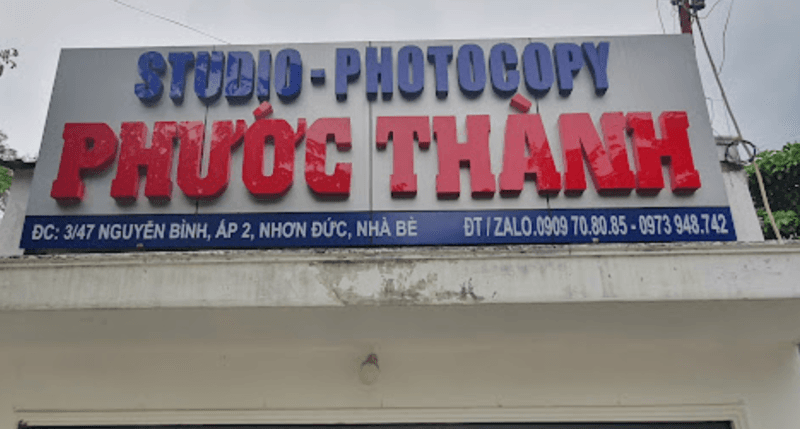 STUDIO - PHOTOCOPY
PHƯỚC THÀNH
ĐC: 3/47 NGUYỄN BÌNH, ÁP 2, NHƠN ĐỨC, NHÀ BÈ ĐT / ZALO.0909 70.80.85 - 0973 948.742